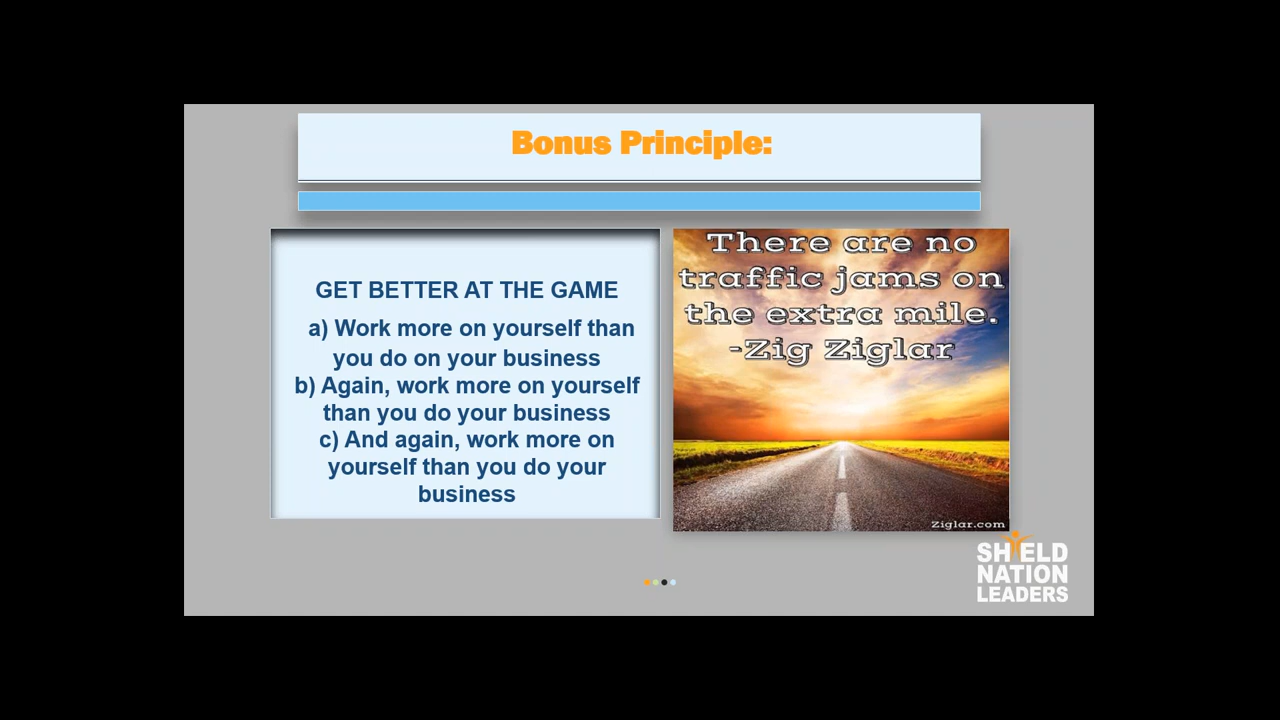 Bonus Principle:
GET BETTER AT THE GAME
a) Work more on yourself than
you do on your business
b) Again, work more on yourself
than you do your business
c) And again, work more on
yourself than you do your
business
There are no
traffic jams on
the extra mile.
-Zig Ziglar
Ziglar.com
SHIELD
NATION
LEADERS